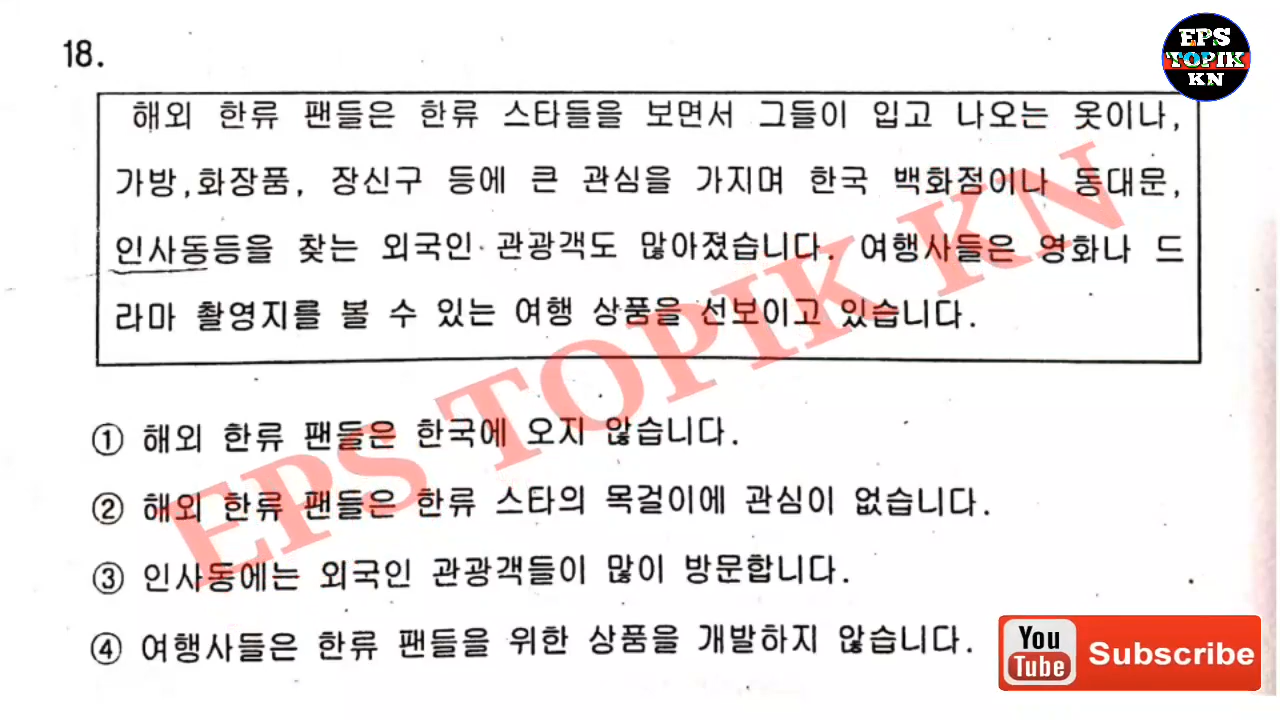 18.
해외 한류 팬들은 한류 스타들을 보면서 그들이 입고 나오는 옷이나,
가방,화장품, 장신구 등에 큰 관심을 가지며 한국 백화점이나 동대문,
인사동등을 찾는 외국인 관광객도 많아졌습니다. 여행사들은 영화나 드
라마 촬영지를 볼 수 있는 여행 상품을 선보이고 있습니다.
① 해외 한류 팬들은 한국에 오지 않습니다.
② 해외 한류 팬들은 한류 스타의 목걸이에 관심이 없습니다.
③ 인사동에는 외국인 관광객들이 많이 방문합니다.
④ 여행사들은 한류 팬들을 위한 상품을 개발하지 않습니다.
EPS TOPIK KN
EPS
TOPIK
KN
You
Tube
Subscribe